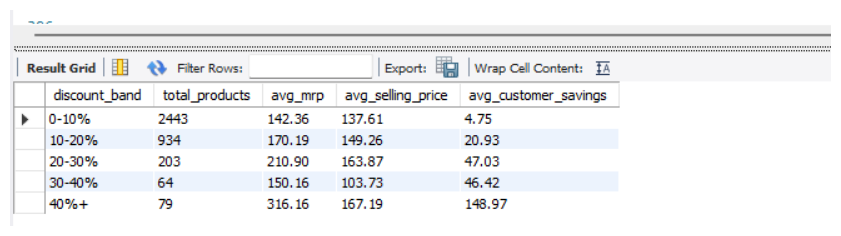 Result Grid Filter Rows: Export: Wrap Cell Content: IA
discount_band total_products avg_mrp avg_selling_price avg_customer_savings
0-10% 2443 142.36 137.61 4.75
10-20% 934 170.19 149.26 20.93
20-30% 203 210.90 163.87 47.03
30-40% 64 150.16 103.73 46.42
40%+ 79 316.16 167.19 148.97